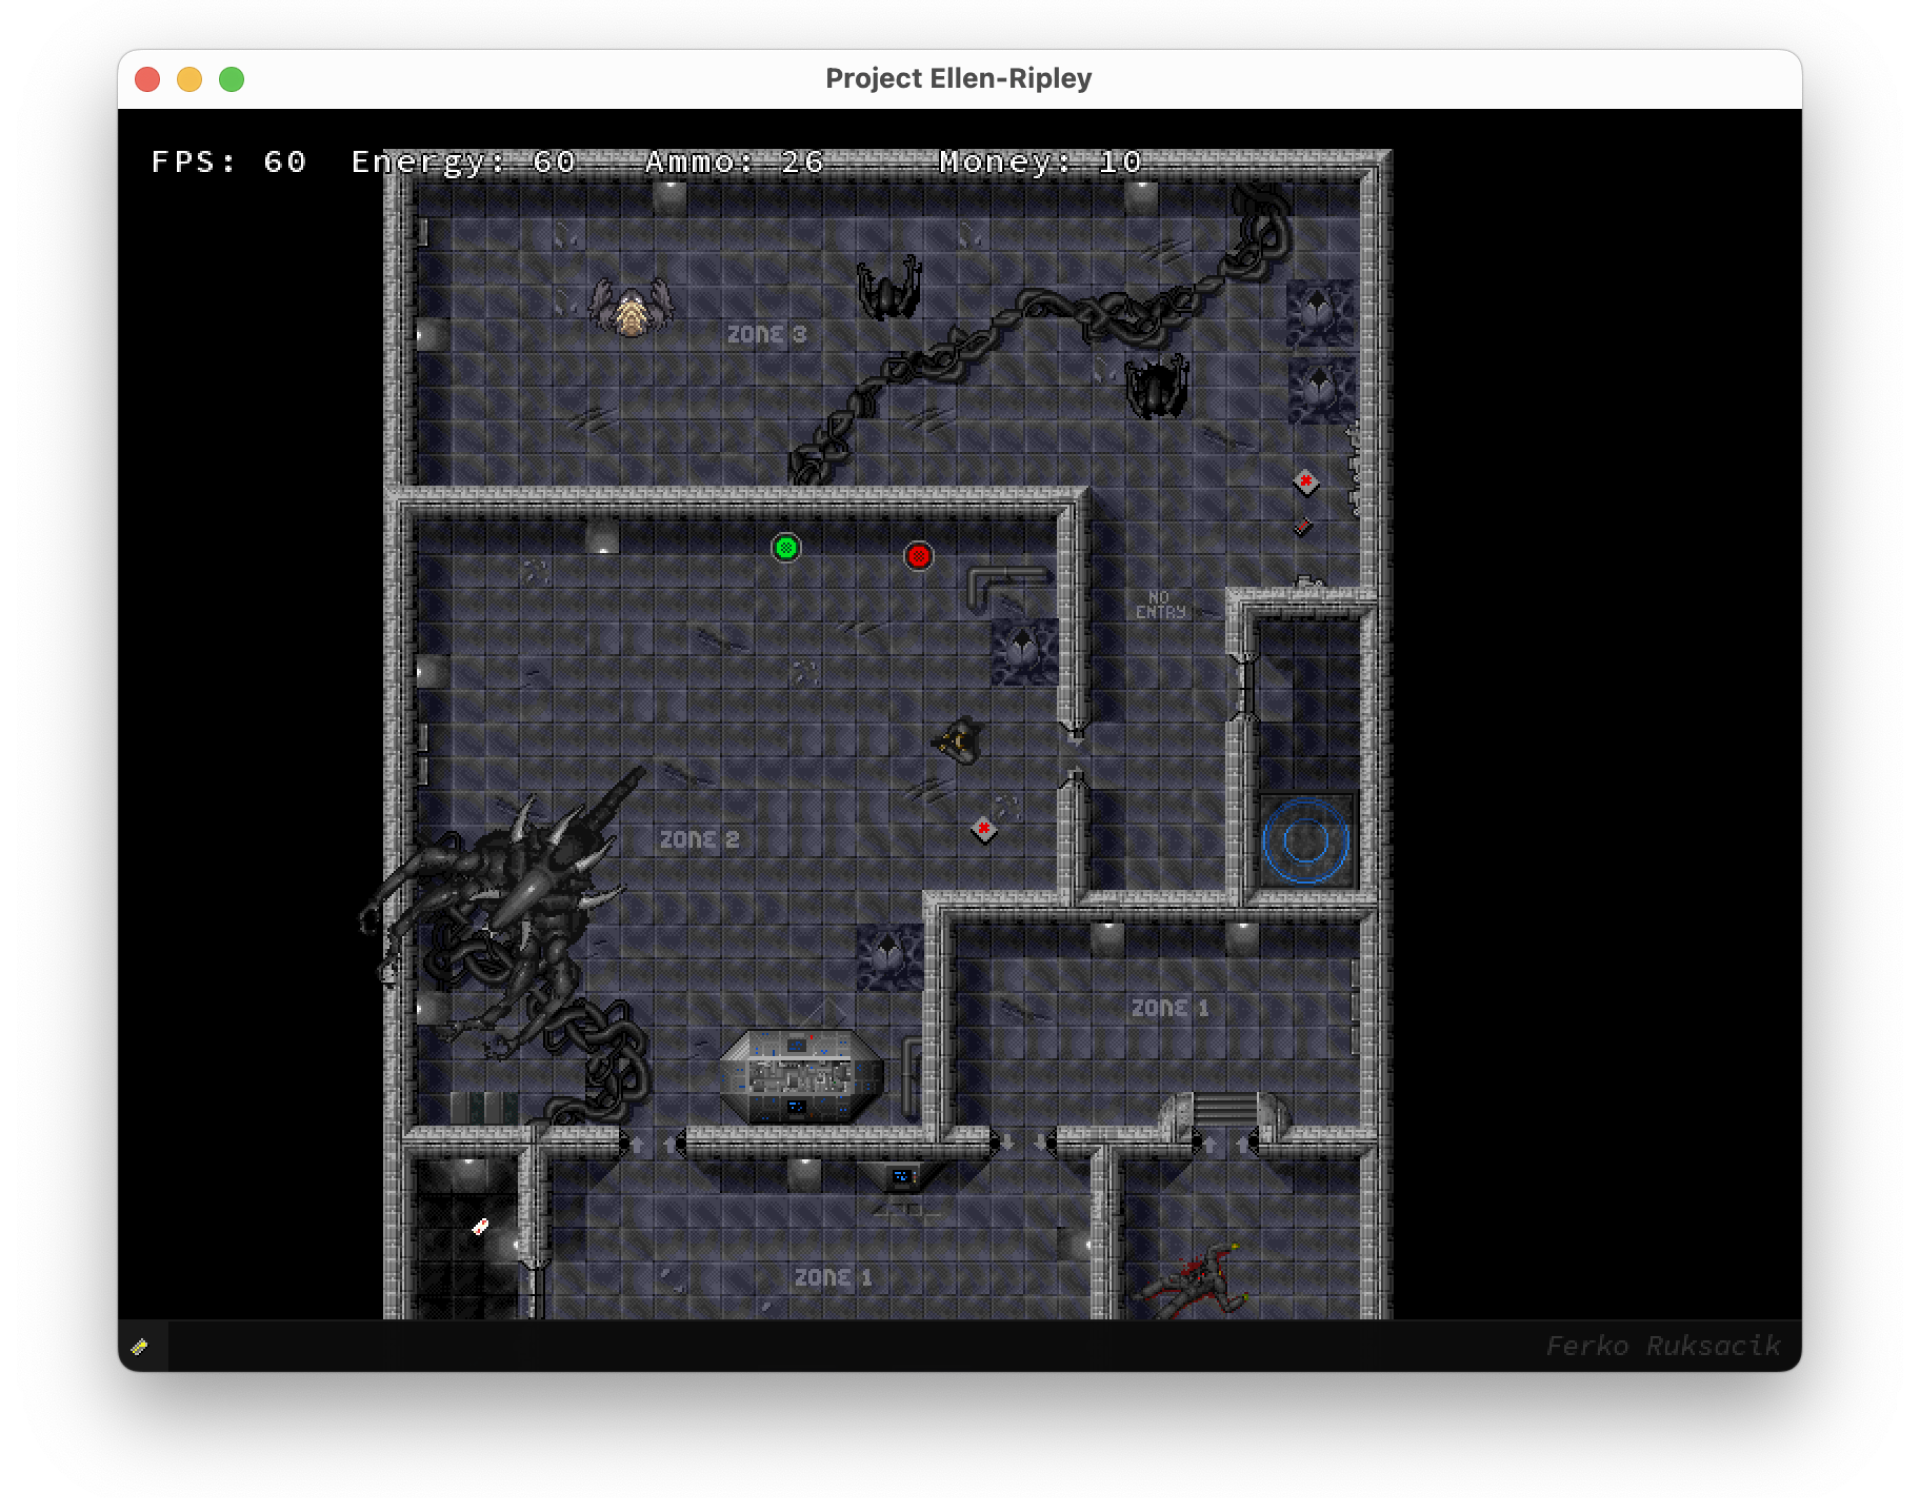 Project Ellen-Ripley
FPS: 60 Energy: 60 Ammo: 26 Money: 10
ZONE 3
NO
ENTRY
ZONE 2
ZONE 1
ZONE 1
Ferko Ruksacik